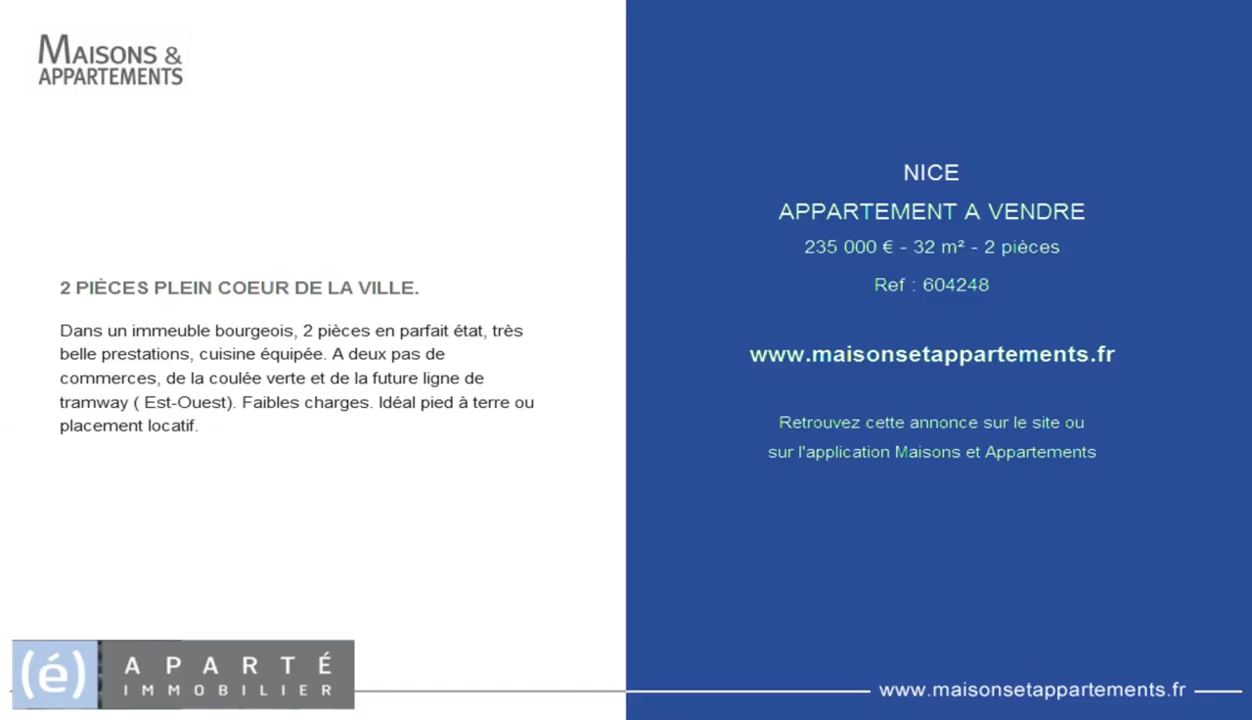 MAISONS &
APPARTEMENTS
2 PIÈCES PLEIN COEUR DE LA VILLE.
Dans un immeuble bourgeois, 2 pièces en parfait état, très
belle prestations, cuisine équipée. A deux pas de
commerces, de la coulée verte et de la future ligne de
tramway ( Est-Ouest). Faibles charges. Idéal pied à terre ou
placement locatif.
(é) APARTÉ
IMMOBILIER
NICE
APPARTEMENT A VENDRE
235 000 € - 32 m² - 2 pièces
Ref : 604248
www.maisonsetappartements.fr
Retrouvez cette annonce sur le site ou
sur l'application Maisons et Appartements
www.maisonsetappartements.fr